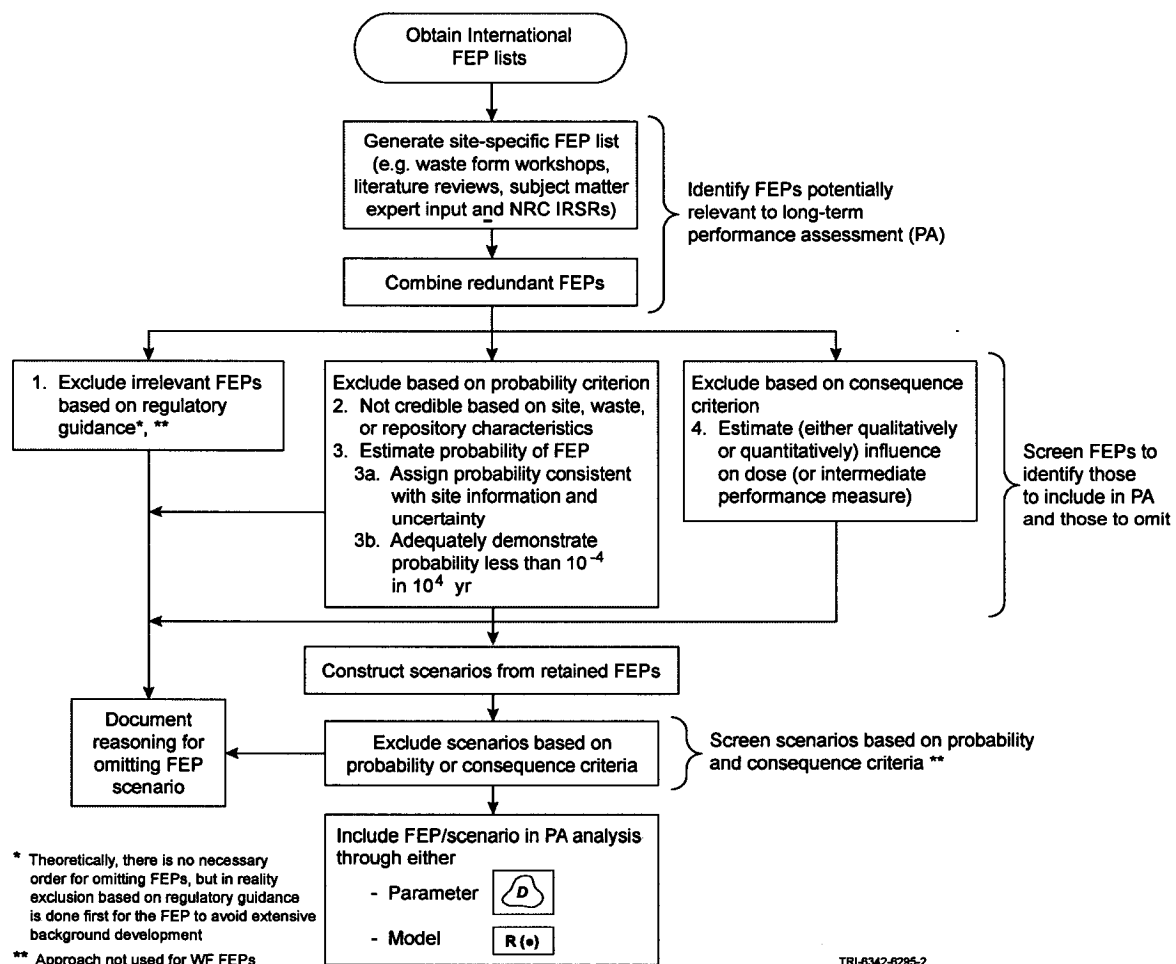 Obtain International
FEP lists
Generate site-specific FEP list
(e.g. waste form workshops,
literature reviews, subject matter
expert input and NRC IRSRs)
Identify FEPs potentially
relevant to long-term
performance assessment (PA)
Combine redundant FEPs
1. Exclude irrelevant FEPs
based on regulatory
guidance*, **
Exclude based on probability criterion
2. Not credible based on site, waste,
or repository characteristics
3. Estimate probability of FEP
3a. Assign probability consistent
with site information and
uncertainty
3b. Adequately demonstrate
probability less than 10⁻⁴
in 10⁴ yr
Exclude based on consequence
criterion
4. Estimate (either qualitatively
or quantitatively) influence
on dose (or intermediate
performance measure)
Screen FEPs to
identify those
to include in PA
and those to omit
Construct scenarios from retained FEPs
Document
reasoning for
omitting FEP
scenario
Exclude scenarios based on
probability or consequence criteria
Screen scenarios based on probability
and consequence criteria **
Include FEP/scenario in PA analysis
through either
- Parameter D
- Model R(•)
* Theoretically, there is no necessary
order for omitting FEPs, but in reality
exclusion based on regulatory guidance
is done first for the FEP to avoid extensive
background development
** Approach not used for WF FEPs
TRI-6342-6295-2